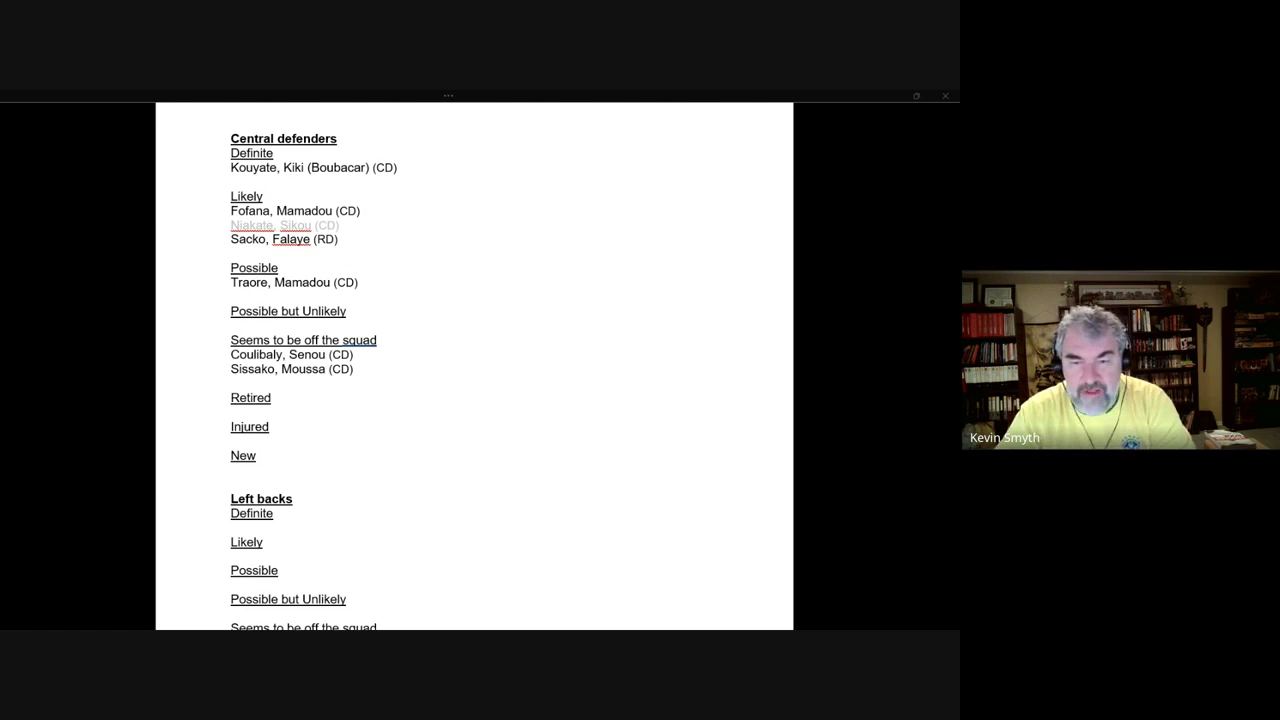 Central defenders
Definite
Kouyate, Kiki (Boubacar) (CD)
Likely
Fofana, Mamadou (CD)
Niakate, Sikou (CD)
Sacko, Falaye (RD)
Possible
Traore, Mamadou (CD)
Possible but Unlikely
Seems to be off the squad
Coulibaly, Senou (CD)
Sissako, Moussa (CD)
Retired
Injured
New
Left backs
Definite
Likely
Possible
Possible but Unlikely
Seems to be off the squad
Kevin Smyth